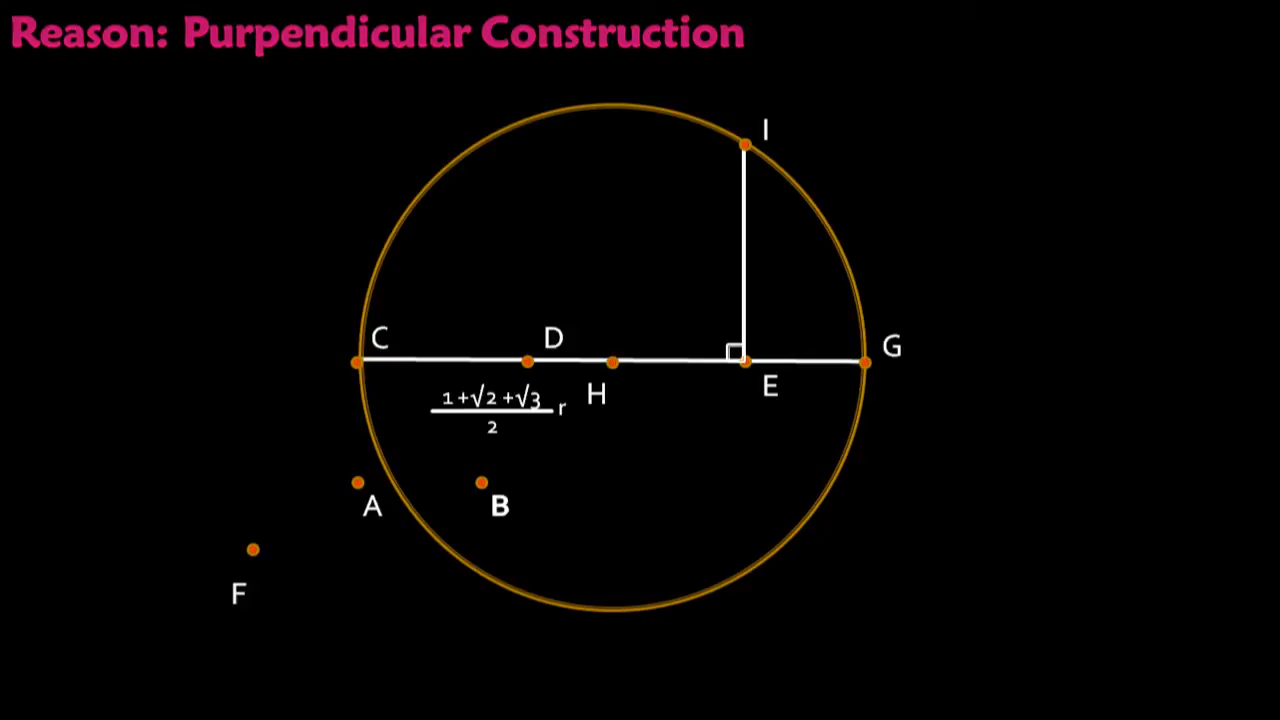 Reason: Purpendicular Construction
I
C
D
G
H
E
1+√2+√3
r
2
A
B
F